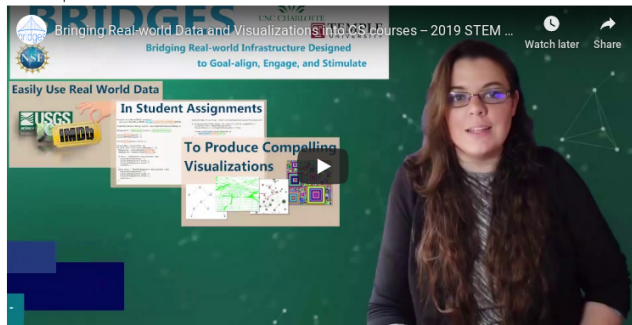 BRIDGES
UNC CHARLOTTE
TEMPLE
UNIVERSITY
Bringing Real-world Data and Visualizations into CS courses – 2019 STEM ...
Watch later
Share
bridges
NSF
Bridging Real-world Infrastructure Designed
to Goal-align, Engage, and Stimulate
Easily Use Real World Data
USGS
IMDb
In Student Assignments
To Produce Compelling
Visualizations